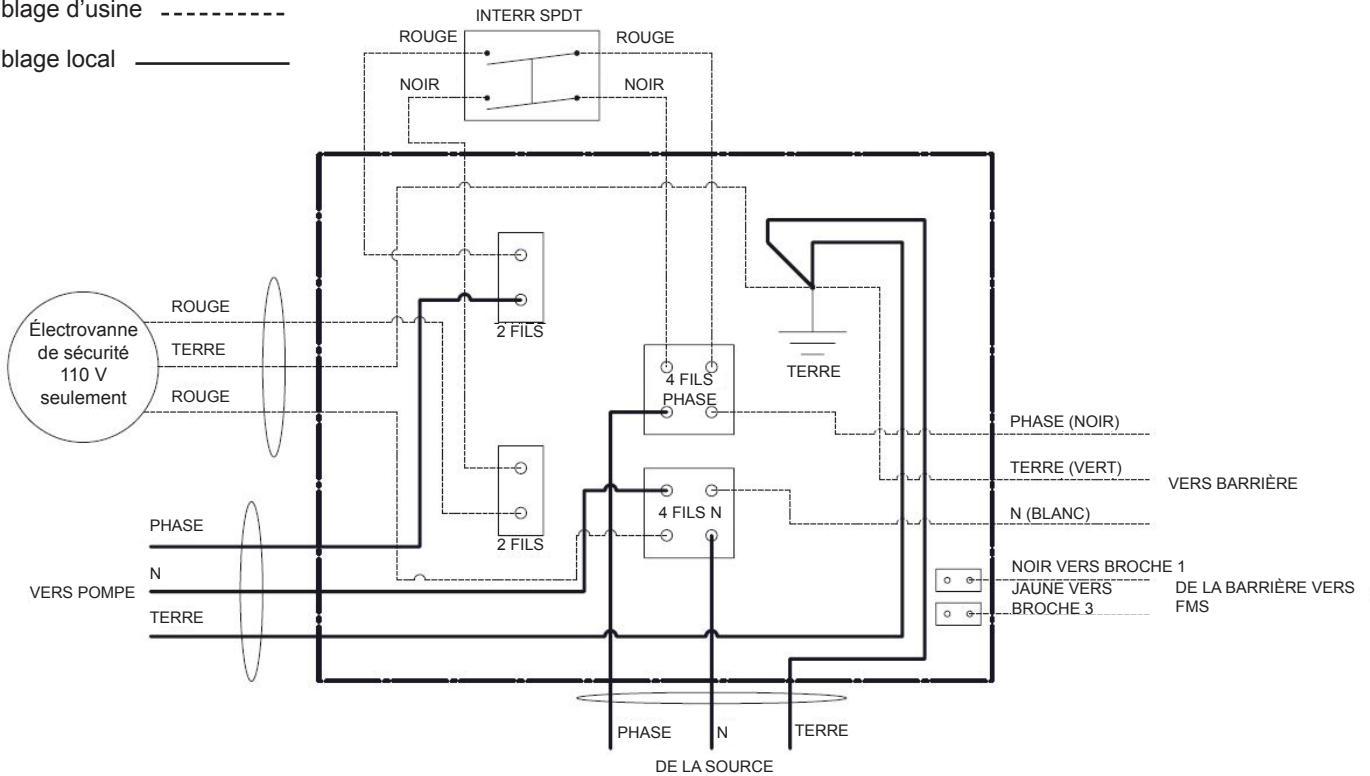 blage d'usine
blage local
INTERR SPDT
ROUGE
ROUGE
NOIR
NOIR
ROUGE
TERRE
ROUGE
Électrovanne
de sécurité
110 V
seulement
2 FILS
4 FILS
PHASE
TERRE
PHASE (NOIR)
TERRE (VERT)
VERS BARRIÈRE
N (BLANC)
4 FILS N
2 FILS
PHASE
N
VERS POMPE
TERRE
NOIR VERS BROCHE 1
JAUNE VERS
BROCHE 3
DE LA BARRIÈRE VERS
FMS
PHASE
N
TERRE
DE LA SOURCE